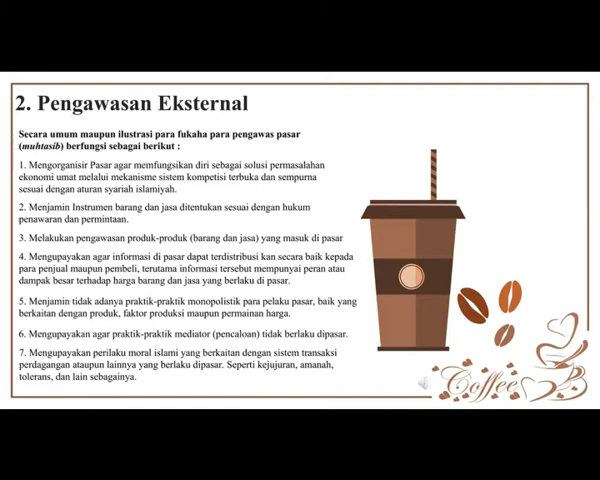 2. Pengawasan Eksternal
Secara umum maupun ilustrasi para fukaha para pengawas pasar
(muhtasib) berfungsi sebagai berikut :
1. Mengorganisir Pasar agar memfungsikan diri sebagai solusi permasalahan
ekonomi umat melalui mekanisme sistem kompetisi terbuka dan sempurna
sesuai dengan aturan syariah islamiyah.
2. Menjamin Instrumen barang dan jasa ditentukan sesuai dengan hukum
penawaran dan permintaan.
3. Melakukan pengawasan produk-produk (barang dan jasa) yang masuk di pasar
4. Mengupayakan agar informasi di pasar dapat terdistribusi kan secara baik kepada
para penjual maupun pembeli, terutama informasi tersebut mempunyai peran atau
dampak besar terhadap harga barang dan jasa yang berlaku di pasar.
5. Menjamin tidak adanya praktik-praktik monopolistik para pelaku pasar, baik yang
berkaitan dengan produk, faktor produksi maupun permainan harga.
6. Mengupayakan agar praktik-praktik mediator (pencaloan) tidak berlaku dipasar.
7. Mengupayakan perilaku moral islami yang berkaitan dengan sistem transaksi
perdagangan ataupun lainnya yang berlaku dipasar. Seperti kejujuran, amanah,
tolerans, dan lain sebagainya.
Coffee